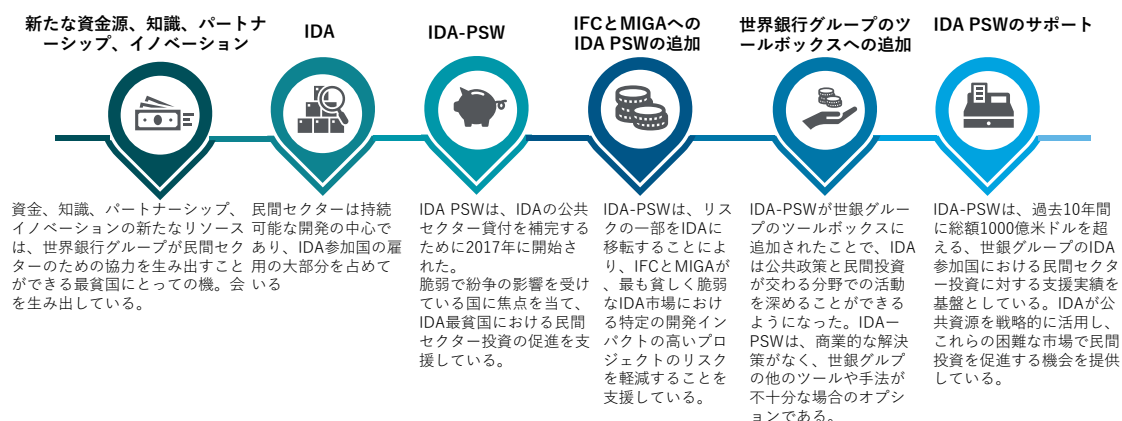 新たな資金源、知識、パートナ
ーシップ、イノベーション
IDA
IDA-PSW
IFCとMIGAへの
IDA PSWの追加
世界銀行グループのツ
ールボックスへの追加
IDA PSWのサポート
資金、知識、パートナーシップ、
イノベーションの新たなリソース
は、世界銀行グループが民間セク
ターのための協力を生み出すこと
ができる最貧国にとっての機。会
を生み出している。
民間セクターは持続
可能な開発の中心で
あり、IDA参加国の雇
用の大部分を占めて
いる
IDA PSWは、IDAの公共
セクター貸付を補完する
ために2017年に開始さ
れた。
脆弱で紛争の影響を受け
ている国に焦点を当て、
IDA最貧国における民間
セクター投資の促進を支
援している。
IDA-PSWは、リス
クの一部をIDAに
移転することによ
り、IFCとMIGAが
、最も貧しく脆弱
なIDA市場におけ
る特定の開発イン
パクトの高いプロ
ジェクトのリスク
を軽減することを
支援している。
IDA-PSWが世銀グルー
プのツールボックスに
追加されたことで、IDA
は公共政策と民間投資
が交わる分野での活動
を深めることができる
ようになった。IDAー
PSWは、商業的な解決
策がなく、世銀グルプ
の他のツールや手法が
不十分な場合のオプシ
ョンである。
IDA-PSWは、過去10年間
に総額1000億米ドルを超
える、世銀グループのIDA
参加国における民間セクタ
ー投資に対する支援実績を
基盤としている。IDAが公
共資源を戦略的に活用し、
これらの困難な市場で民間
投資を促進する機会を提供
している。